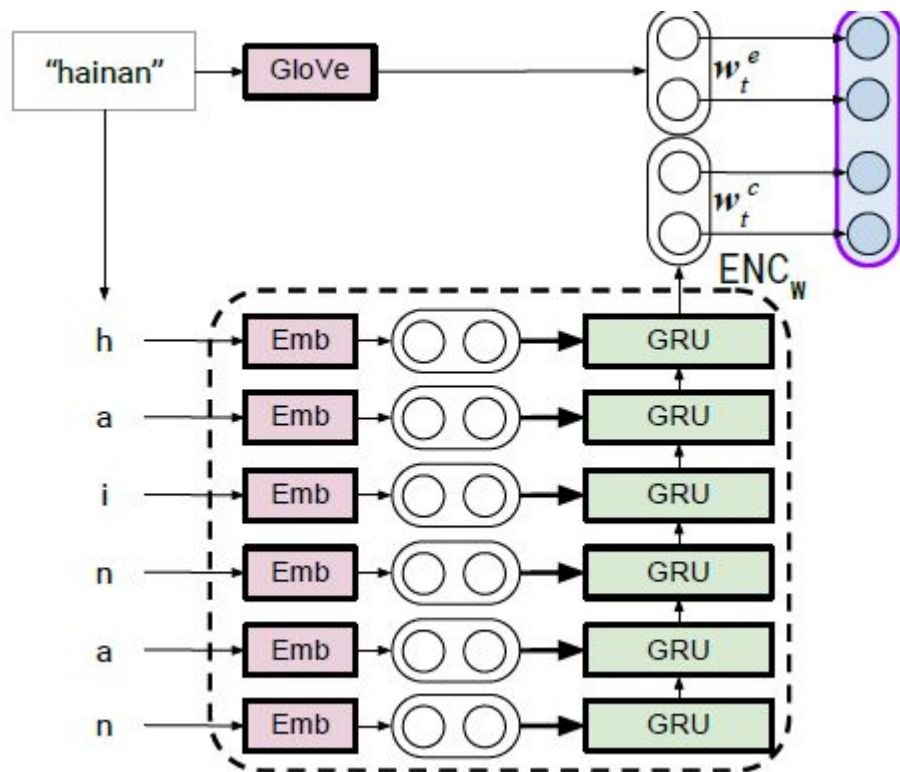 “hainan” GloVe w_t^e
w_t^c
ENC_w
h Emb GRU
a Emb GRU
i Emb GRU
n Emb GRU
a Emb GRU
n Emb GRU